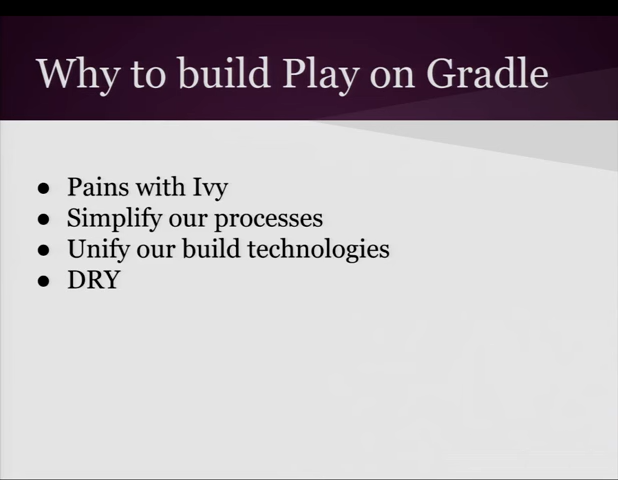 Why to build Play on Gradle
● Pains with Ivy
● Simplify our processes
● Unify our build technologies
● DRY